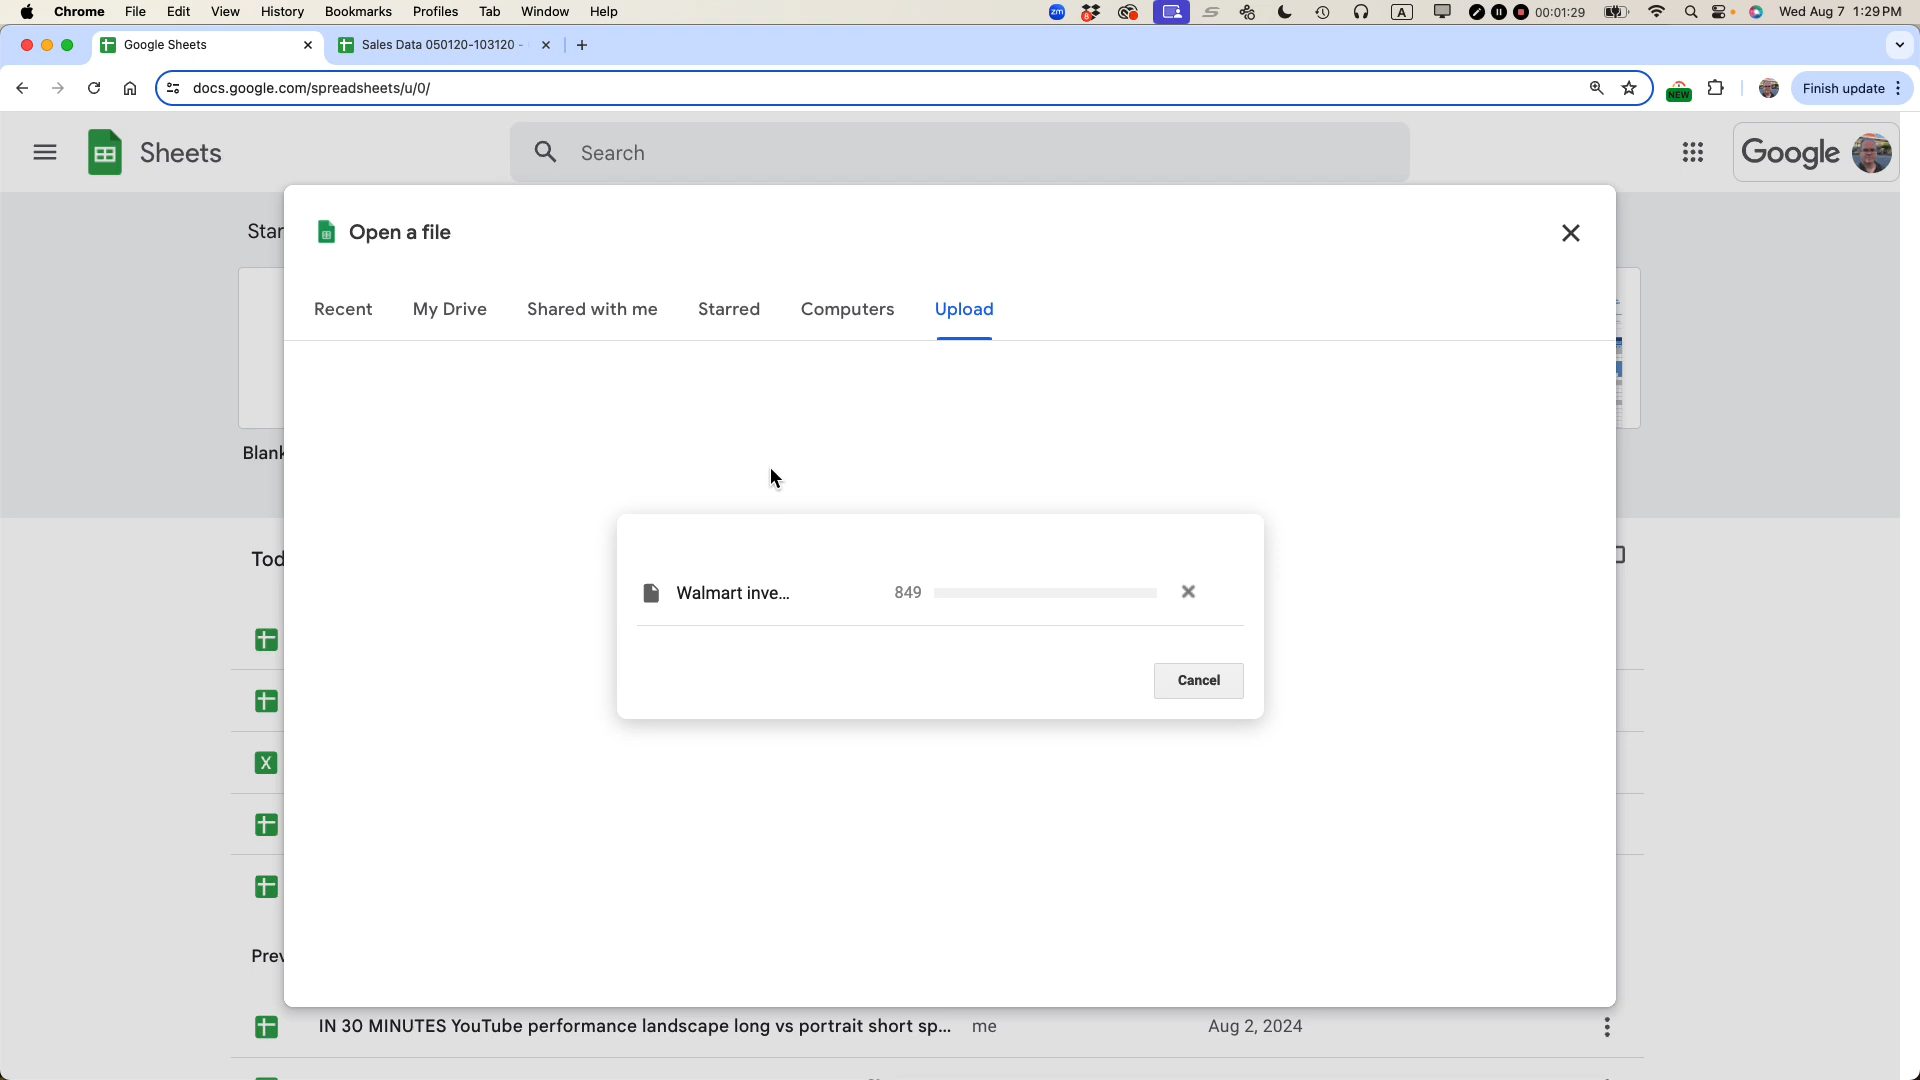 Chrome File Edit View History Bookmarks Profiles Tab Window Help
zm 8 A 00:01:29 Wed Aug 7 1:29 PM
Google Sheets
Sales Data 050120-103120 -
docs.google.com/spreadsheets/u/0/
NEW
Finish update
Sheets
Search
Google
Star
Open a file
Recent My Drive Shared with me Starred Computers Upload
Blank
Walmart inve... 849
Cancel
Tod
X
Prev
IN 30 MINUTES YouTube performance landscape long vs portrait short sp... me Aug 2, 2024